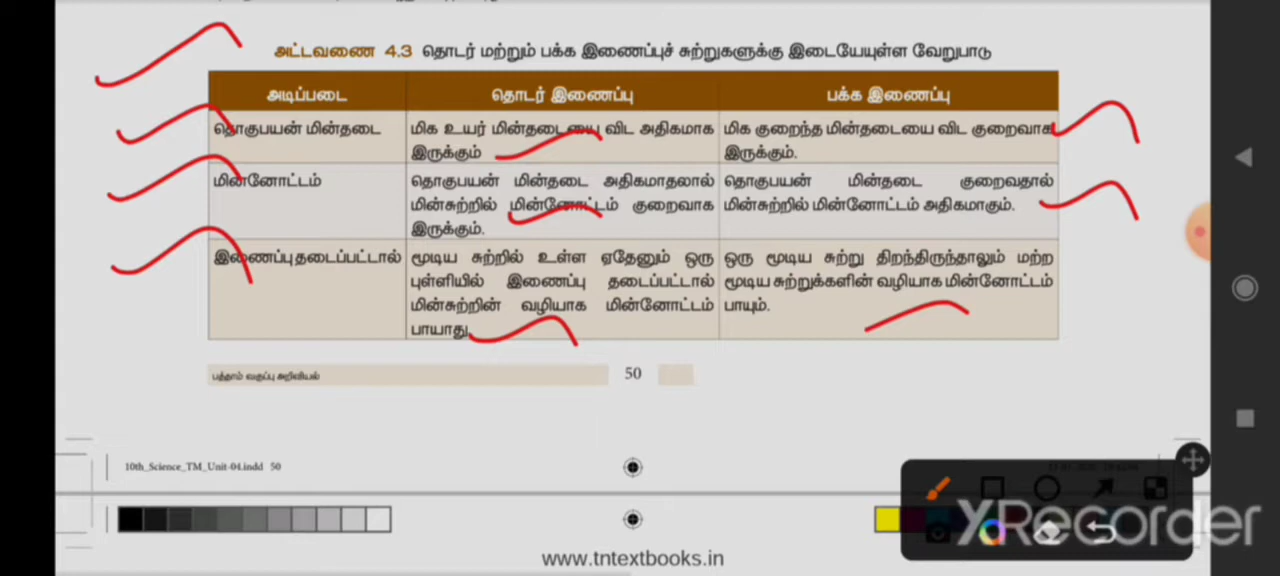 அட்டவணை 4.3 தொடர் மற்றும் பக்க இணைப்புச் சுற்றுகளுக்கு இடையேயுள்ள வேறுபாடு
அடிப்படை
தொடர் இணைப்பு
பக்க இணைப்பு
தொகுபயன் மின்தடை
மிக உயர் மின்தடையை விட அதிகமாக
இருக்கும்
மிக குறைந்த மின்தடையை விட குறைவாக
இருக்கும்.
மின்னோட்டம்
தொகுபயன் மின்தடை அதிகமாதலால்
மின்சுற்றில் மின்னோட்டம் குறைவாக
இருக்கும்.
தொகுபயன் மின்தடை குறைவதால்
மின்சுற்றில் மின்னோட்டம் அதிகமாகும்.
இணைப்பு தடைப்பட்டால்
மூடிய சுற்றில் உள்ள ஏதேனும் ஒரு
புள்ளியில் இணைப்பு தடைப்பட்டால்
மின்சுற்றின் வழியாக மின்னோட்டம்
பாயாது.
ஒரு மூடிய சுற்று திறந்திருந்தாலும் மற்ற
மூடிய சுற்றுக்களின் வழியாக மின்னோட்டம்
பாயும்.
பத்தாம் வகுப்பு அறிவியல்
50
10th_Science_TM_Unit-04.indd 50
www.tntextbooks.in
XRecorder